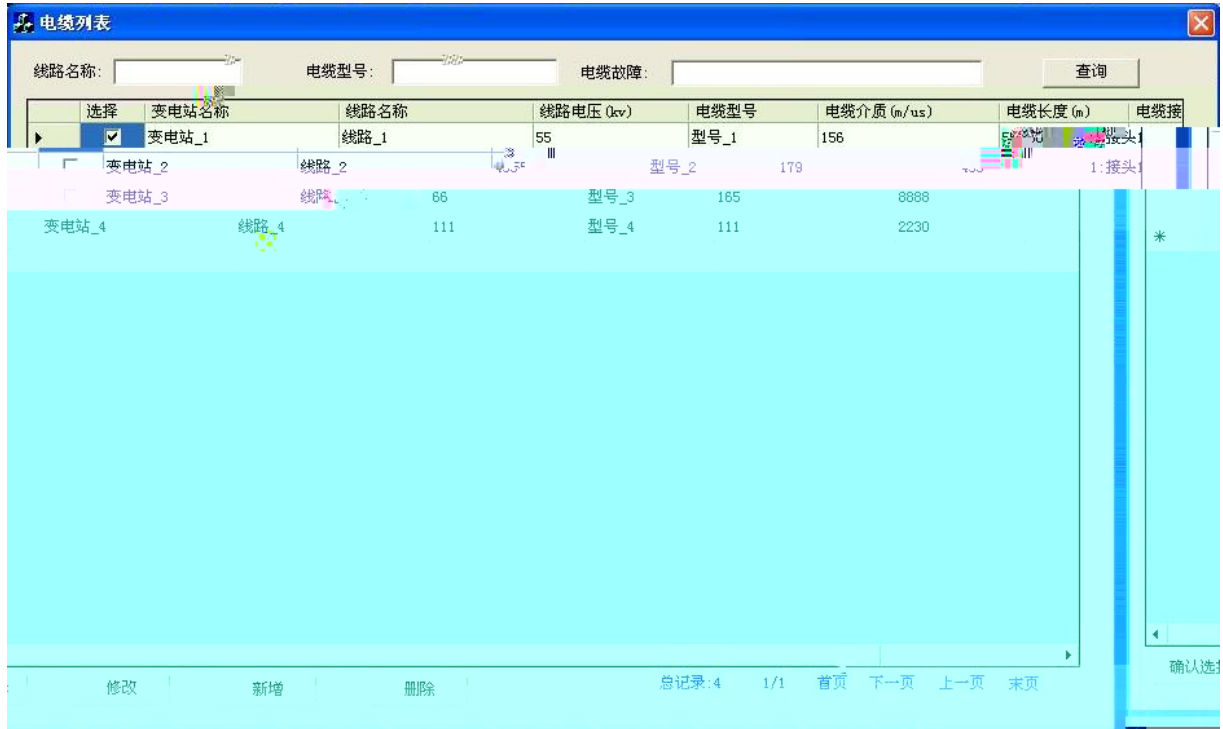 电缆列表
线路名称: 电缆型号: 电缆故障: 查询
选择 变电站名称 线路名称 线路电压(kv) 电缆型号 电缆介质(m/us) 电缆长度(m) 电缆接
变电站_1 线路_1 55 型号_1 156
变电站_2 线路_2 型号_2 179 1:接头1
变电站_3 66 型号_3 165 8888
变电站_4 线路_4 111 型号_4 111 2230
*
修改 新增 删除 总记录:4 1/1 首页 下一页 上一页 末页 确认选